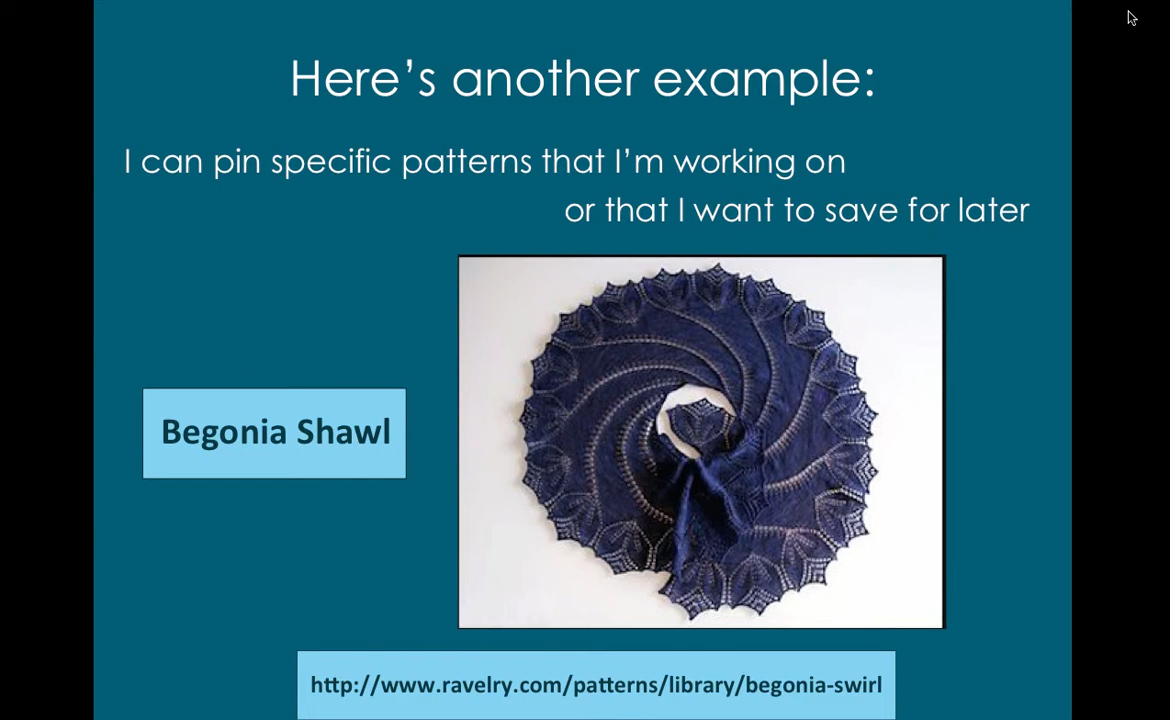 Here’s another example:
I can pin specific patterns that I’m working on
or that I want to save for later
Begonia Shawl
http://www.ravelry.com/patterns/library/begonia-swirl